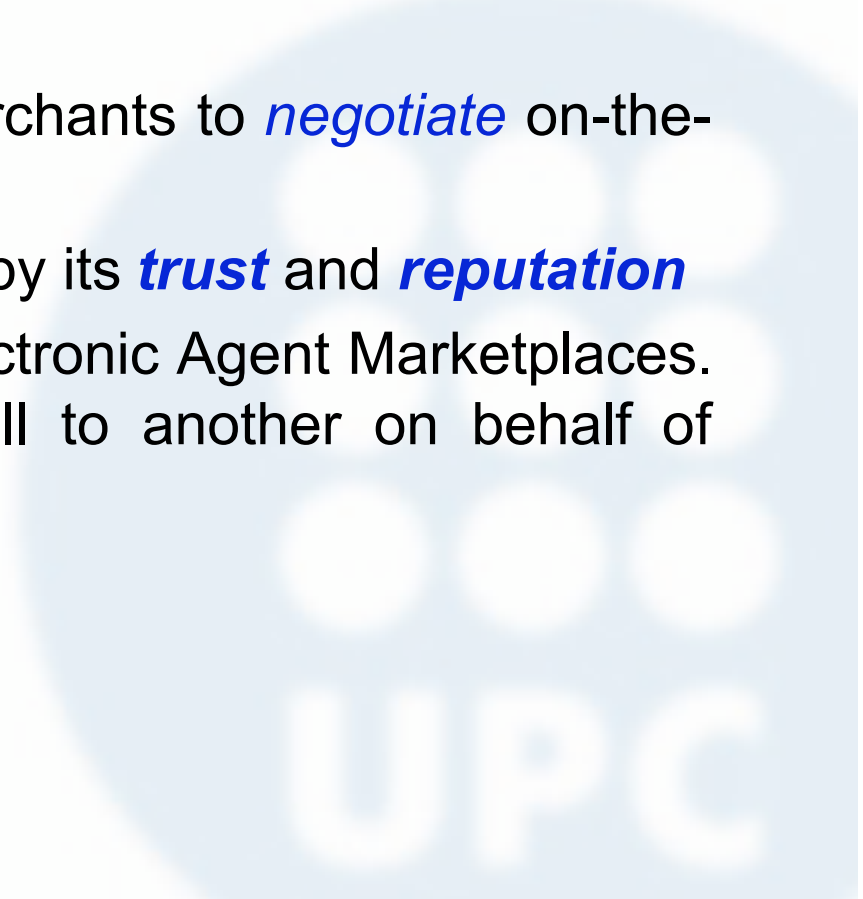 rchants to negotiate on-the-
by its trust and reputation
ctronic Agent Marketplaces.
ll to another on behalf of
UPC